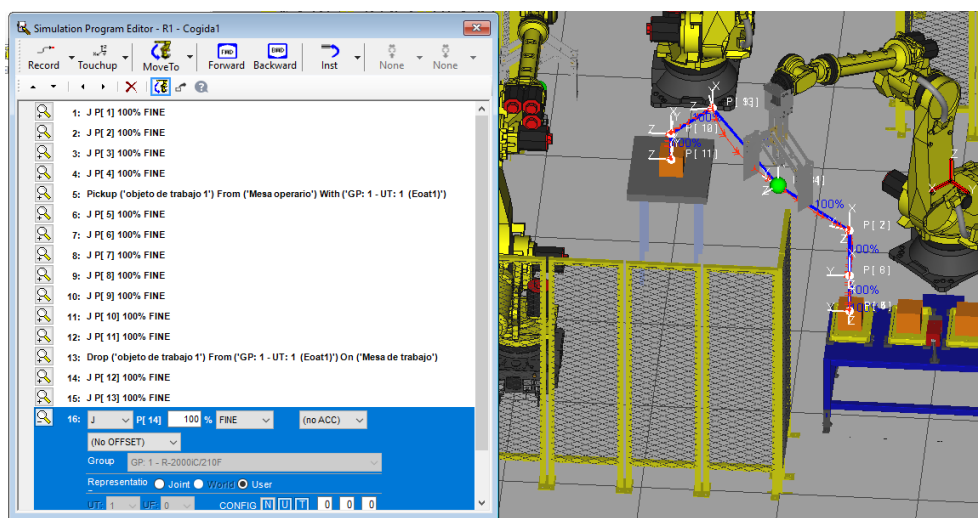 Simulation Program Editor - R1 - Cogida1
Record Touchup MoveTo Forward Backward Inst None None
1: J P[ 1] 100% FINE
2: J P[ 2] 100% FINE
3: J P[ 3] 100% FINE
4: J P[ 4] 100% FINE
5: Pickup ('objeto de trabajo 1') From ('Mesa operario') With ('GP: 1 - UT: 1 (Eoat1)')
6: J P[ 5] 100% FINE
7: J P[ 6] 100% FINE
8: J P[ 7] 100% FINE
9: J P[ 8] 100% FINE
10: J P[ 9] 100% FINE
11: J P[ 10] 100% FINE
12: J P[ 11] 100% FINE
13: Drop ('objeto de trabajo 1') From ('GP: 1 - UT: 1 (Eoat1)') On ('Mesa de trabajo')
14: J P[ 12] 100% FINE
15: J P[ 13] 100% FINE
16: J P[ 14] 100 % FINE (no ACC)
(No OFFSET)
Group GP: 1 - R-2000iC/210F
Representatio Joint World User
UT: 1 UF: 0 CONFIG N U T 0 0 0
X
100%
Y
Z
Z
100%
Z
P[ 11]
Z
X
Z
100%
X
Z
P[ 2]
100%
Y
100%
Y
Z